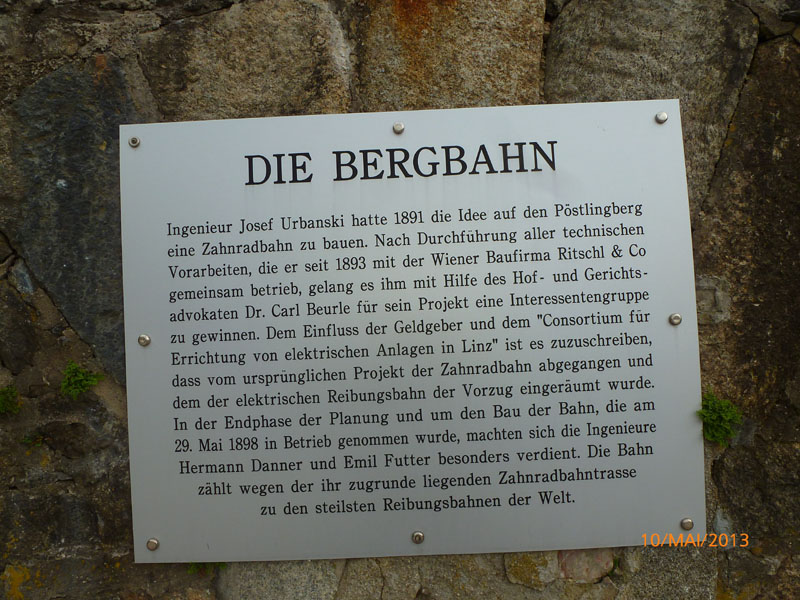 DIE BERGBAHN
Ingenieur Josef Urbanski hatte 1891 die Idee auf den Pöstlingberg
eine Zahnradbahn zu bauen. Nach Durchführung aller technischen
Vorarbeiten, die er seit 1893 mit der Wiener Baufirma Ritschl & Co
gemeinsam betrieb, gelang es ihm mit Hilfe des Hof- und Gerichts-
advokaten Dr. Carl Beurle für sein Projekt eine Interessentengruppe
zu gewinnen. Dem Einfluss der Geldgeber und dem "Consortium für
Errichtung von elektrischen Anlagen in Linz" ist es zuzuschreiben,
dass vom ursprünglichen Projekt der Zahnradbahn abgegangen und
dem der elektrischen Reibungsbahn der Vorzug eingeräumt wurde.
In der Endphase der Planung und um den Bau der Bahn, die am
29. Mai 1898 in Betrieb genommen wurde, machten sich die Ingenieure
Hermann Danner und Emil Futter besonders verdient. Die Bahn
zählt wegen der ihr zugrunde liegenden Zahnradbahntrasse
zu den steilsten Reibungsbahnen der Welt.
10/MAI/2013